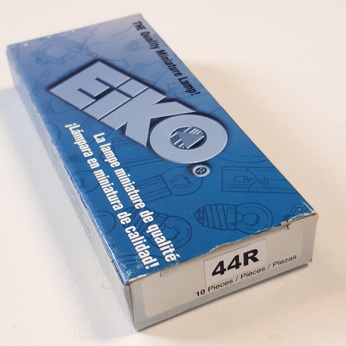 THE Quality Miniature Lamp!
EiKO®
La lampe miniature de qualité
¡Lámpara en miniatura de calidad!
44R
10 Pieces / Pièces / Piezas